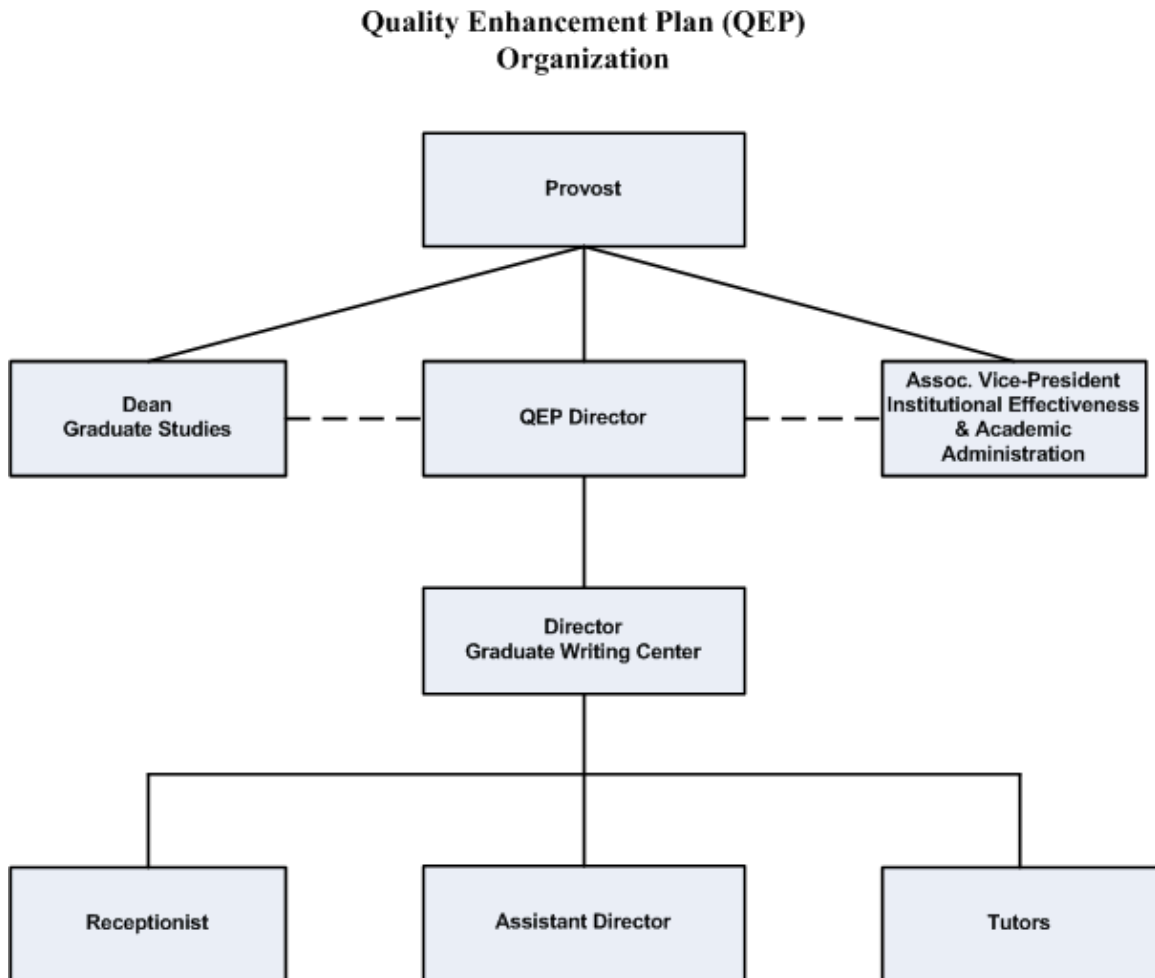 Quality Enhancement Plan (QEP)
Organization
Provost
Dean
Graduate Studies
QEP Director
Assoc. Vice-President
Institutional Effectiveness
& Academic
Administration
Director
Graduate Writing Center
Receptionist
Assistant Director
Tutors